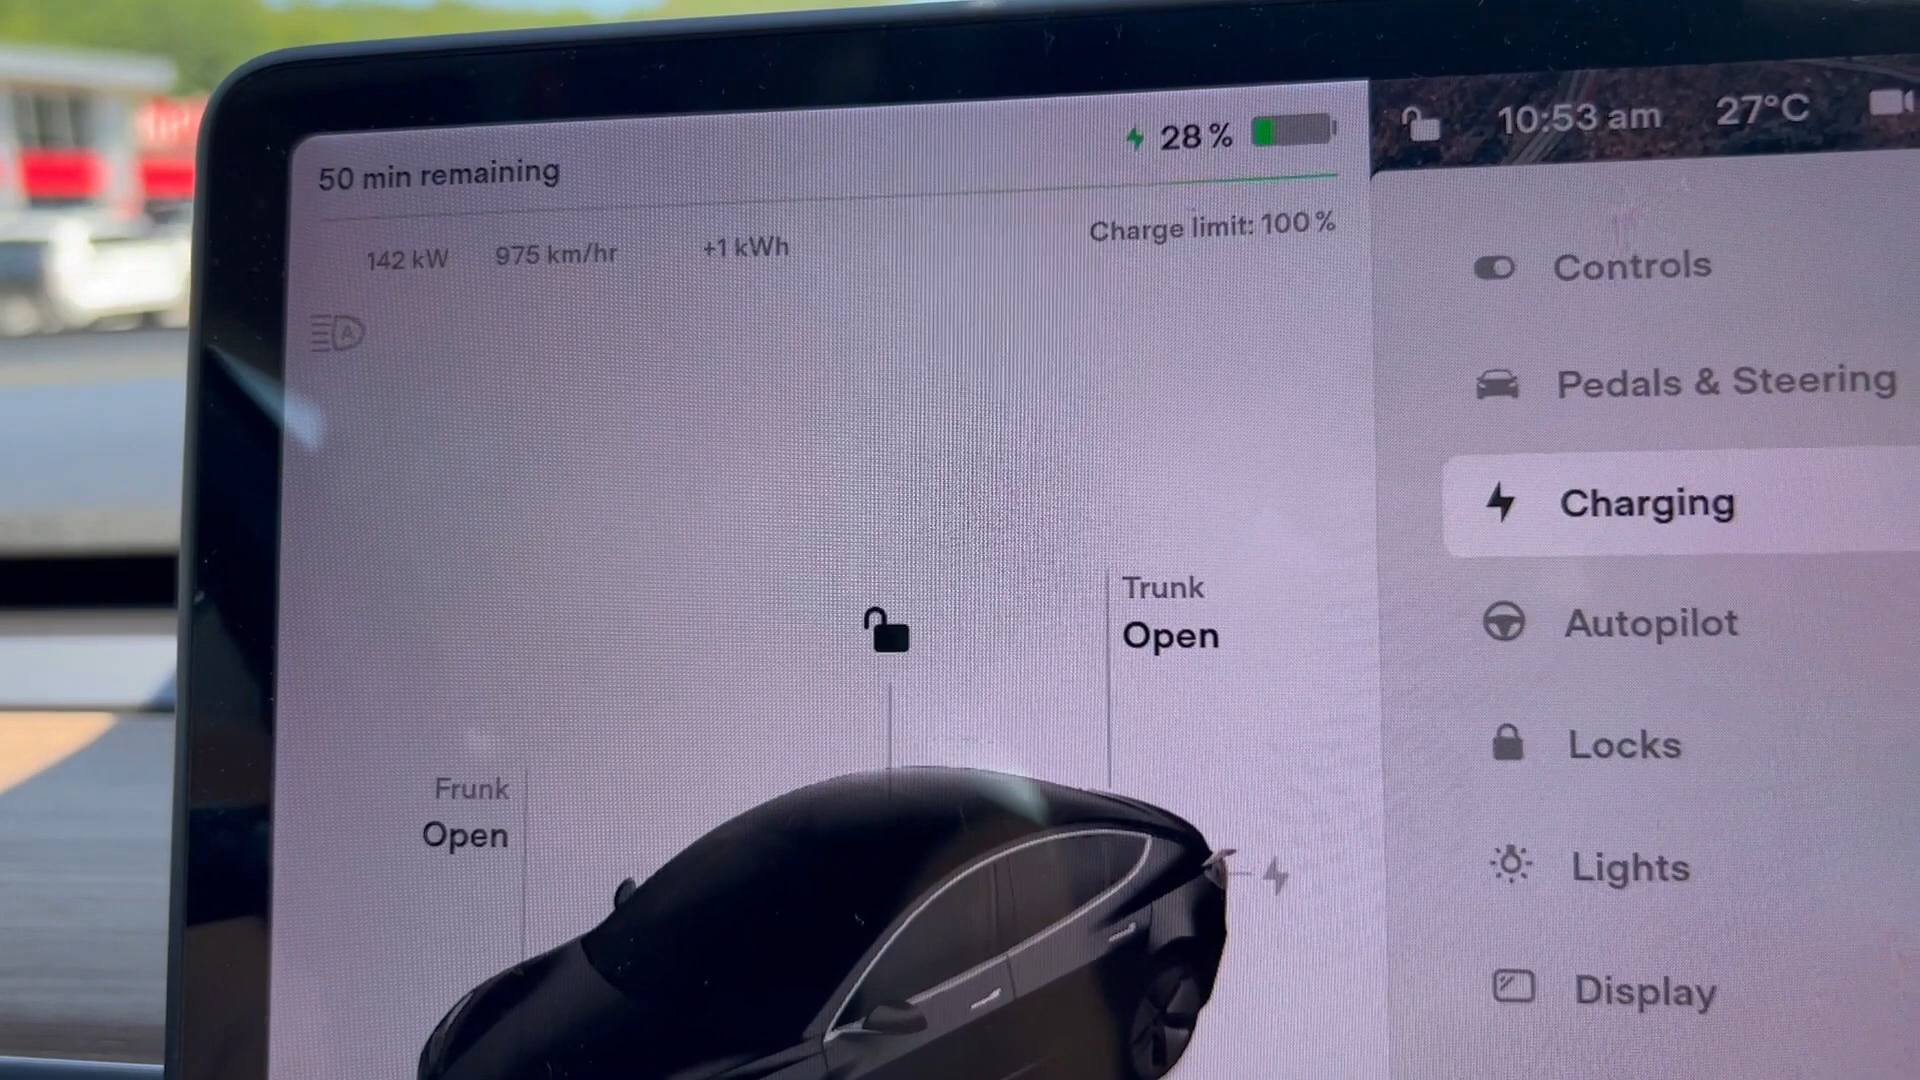 50 min remaining
28%
142 kW 975 km/hr +1 kWh
Charge limit: 100%
A
Trunk
Open
Frunk
Open
10:53 am 27°C
Controls
Pedals & Steering
Charging
Autopilot
Locks
Lights
Display